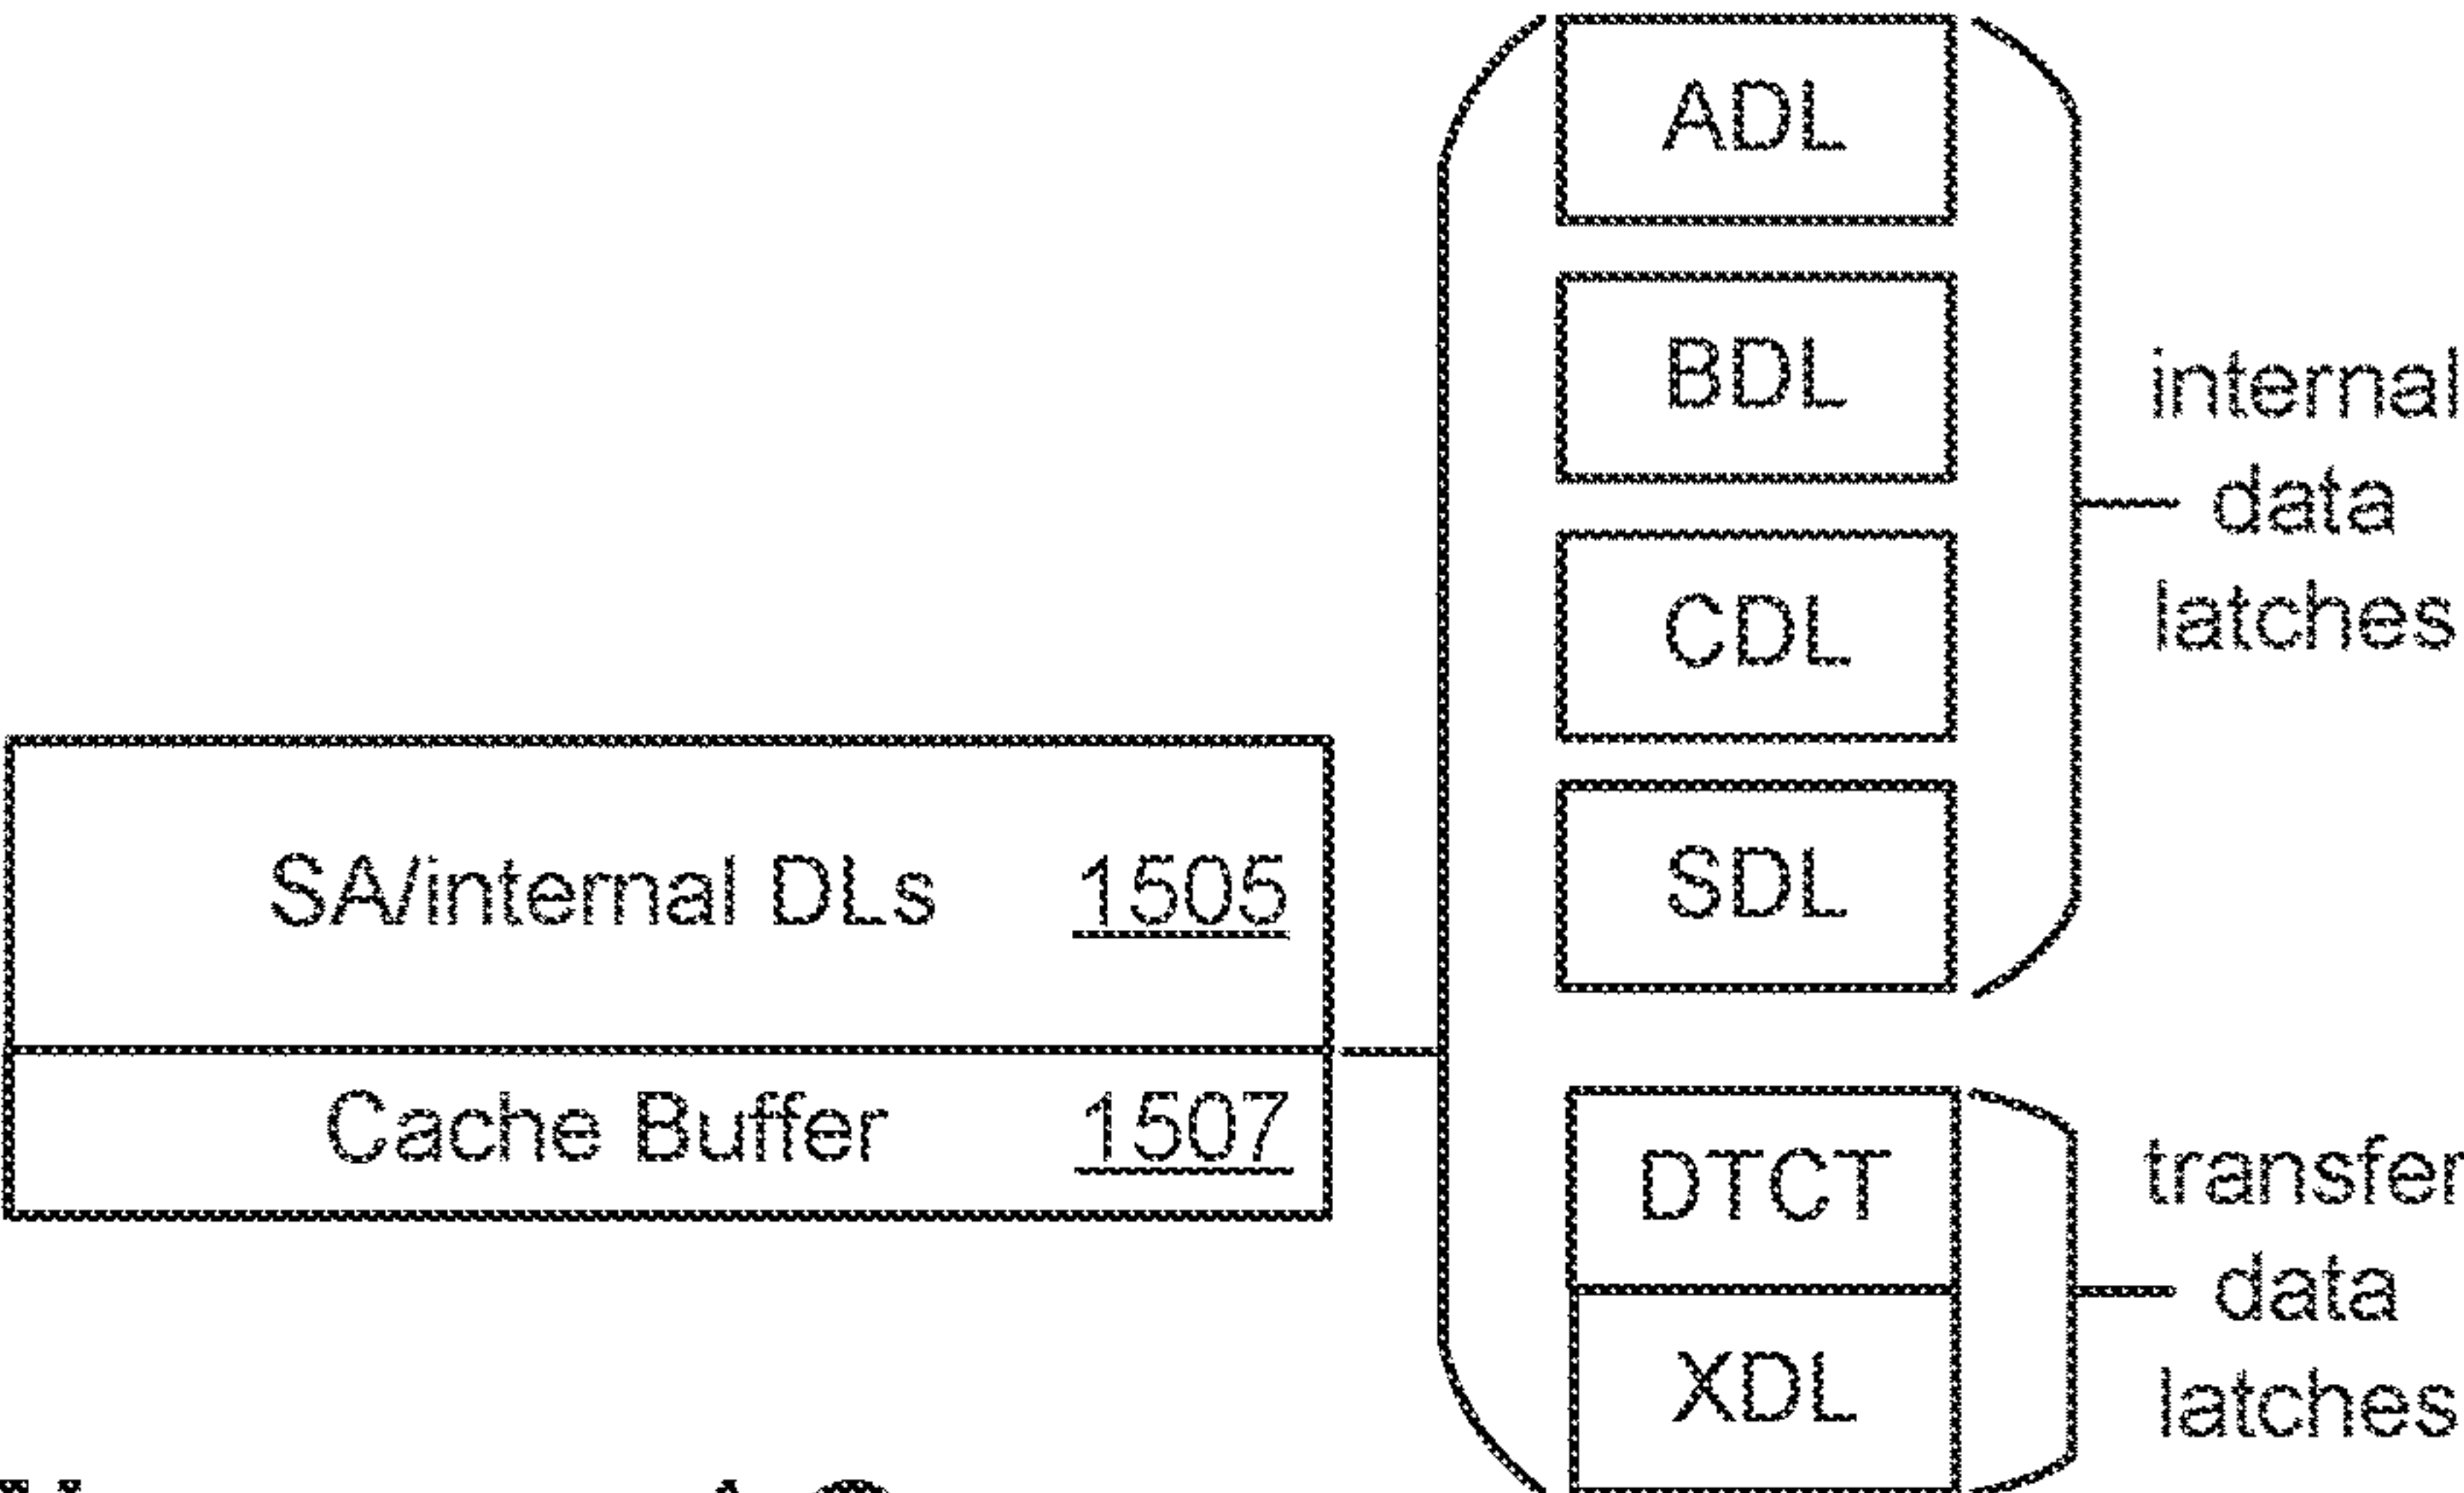 ADL
BDL
CDL
SDL
internal
data
latches
SA/internal DLs 1505
Cache Buffer 1507
DTCT
XDL
transfer
data
latches